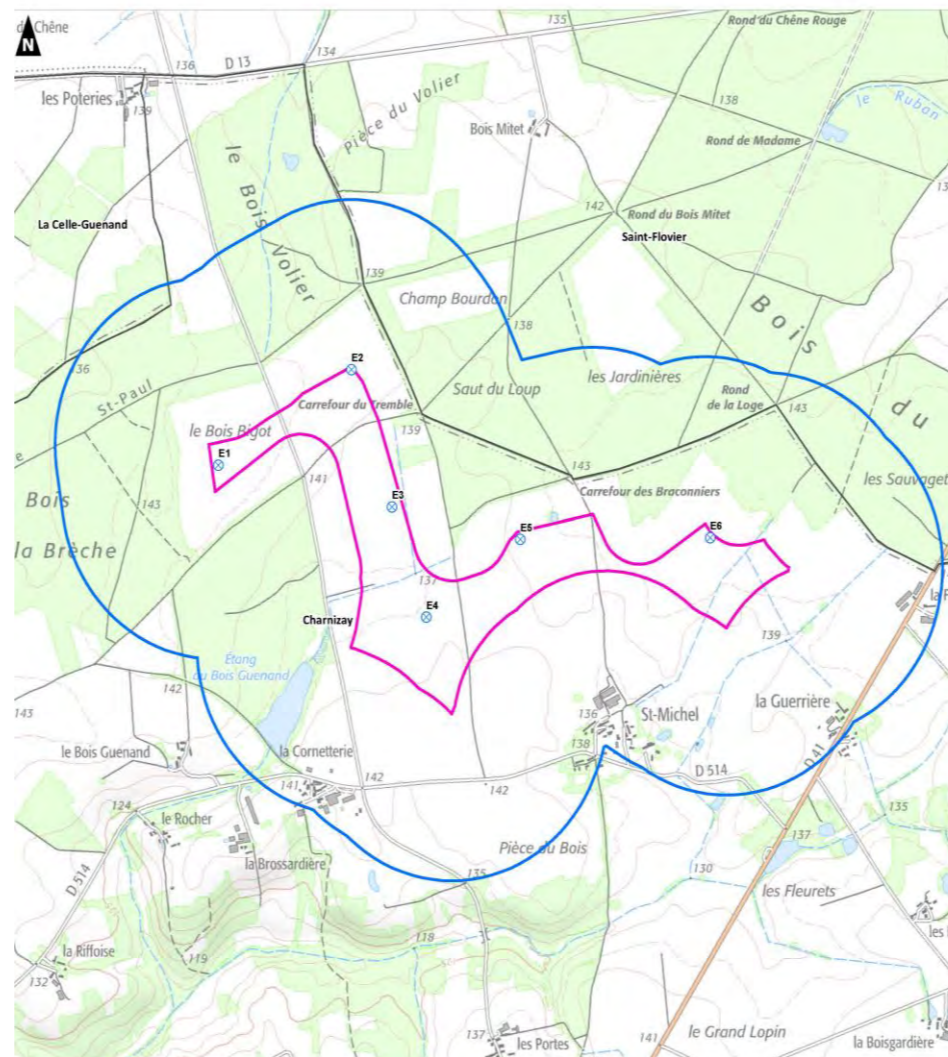 du Chêne
N
136
D 13
134
135
Rond du Chêne Rouge
les Poteries
139
Pièce du Volier
Bois Mitet
138
le Ruban
Rond de Madame
le Bois Volier
142
Rond du Bois Mitet
La Celle-Guenand
Saint-Flovier
139
Champ Bourdon
138
Bois
du
E2
St-Paul
Saut du Loup
les Jardinières
Carrefour du Tremble
Rond
de la Loge
143
le Bois Bigot
139
E1
141
143
les Sauvaget
Carrefour des Braconniers
143
E3
Bois
la Brèche
E5
E6
137
E4
Charnizay
139
Étang
du Bois Guenand
142
143
la Guerrière
136
St-Michel
138
le Bois Guenand
la Cornetterie
141
142
142
D 514
D 41
124
le Rocher
135
137
la Brossardière
Pièce du Bois
135
130
D 514
les Fleurets
118
la Riffoise
119
132
137
les Portes
141
le Grand Lopin
la Boisgardière